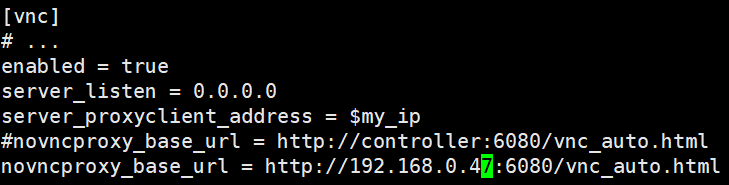 [vnc]
# ...
enabled = true
server_listen = 0.0.0.0
server_proxyclient_address = $my_ip
#novncproxy_base_url = http://controller:6080/vnc_auto.html
novncproxy_base_url = http://192.168.0.47:6080/vnc_auto.html